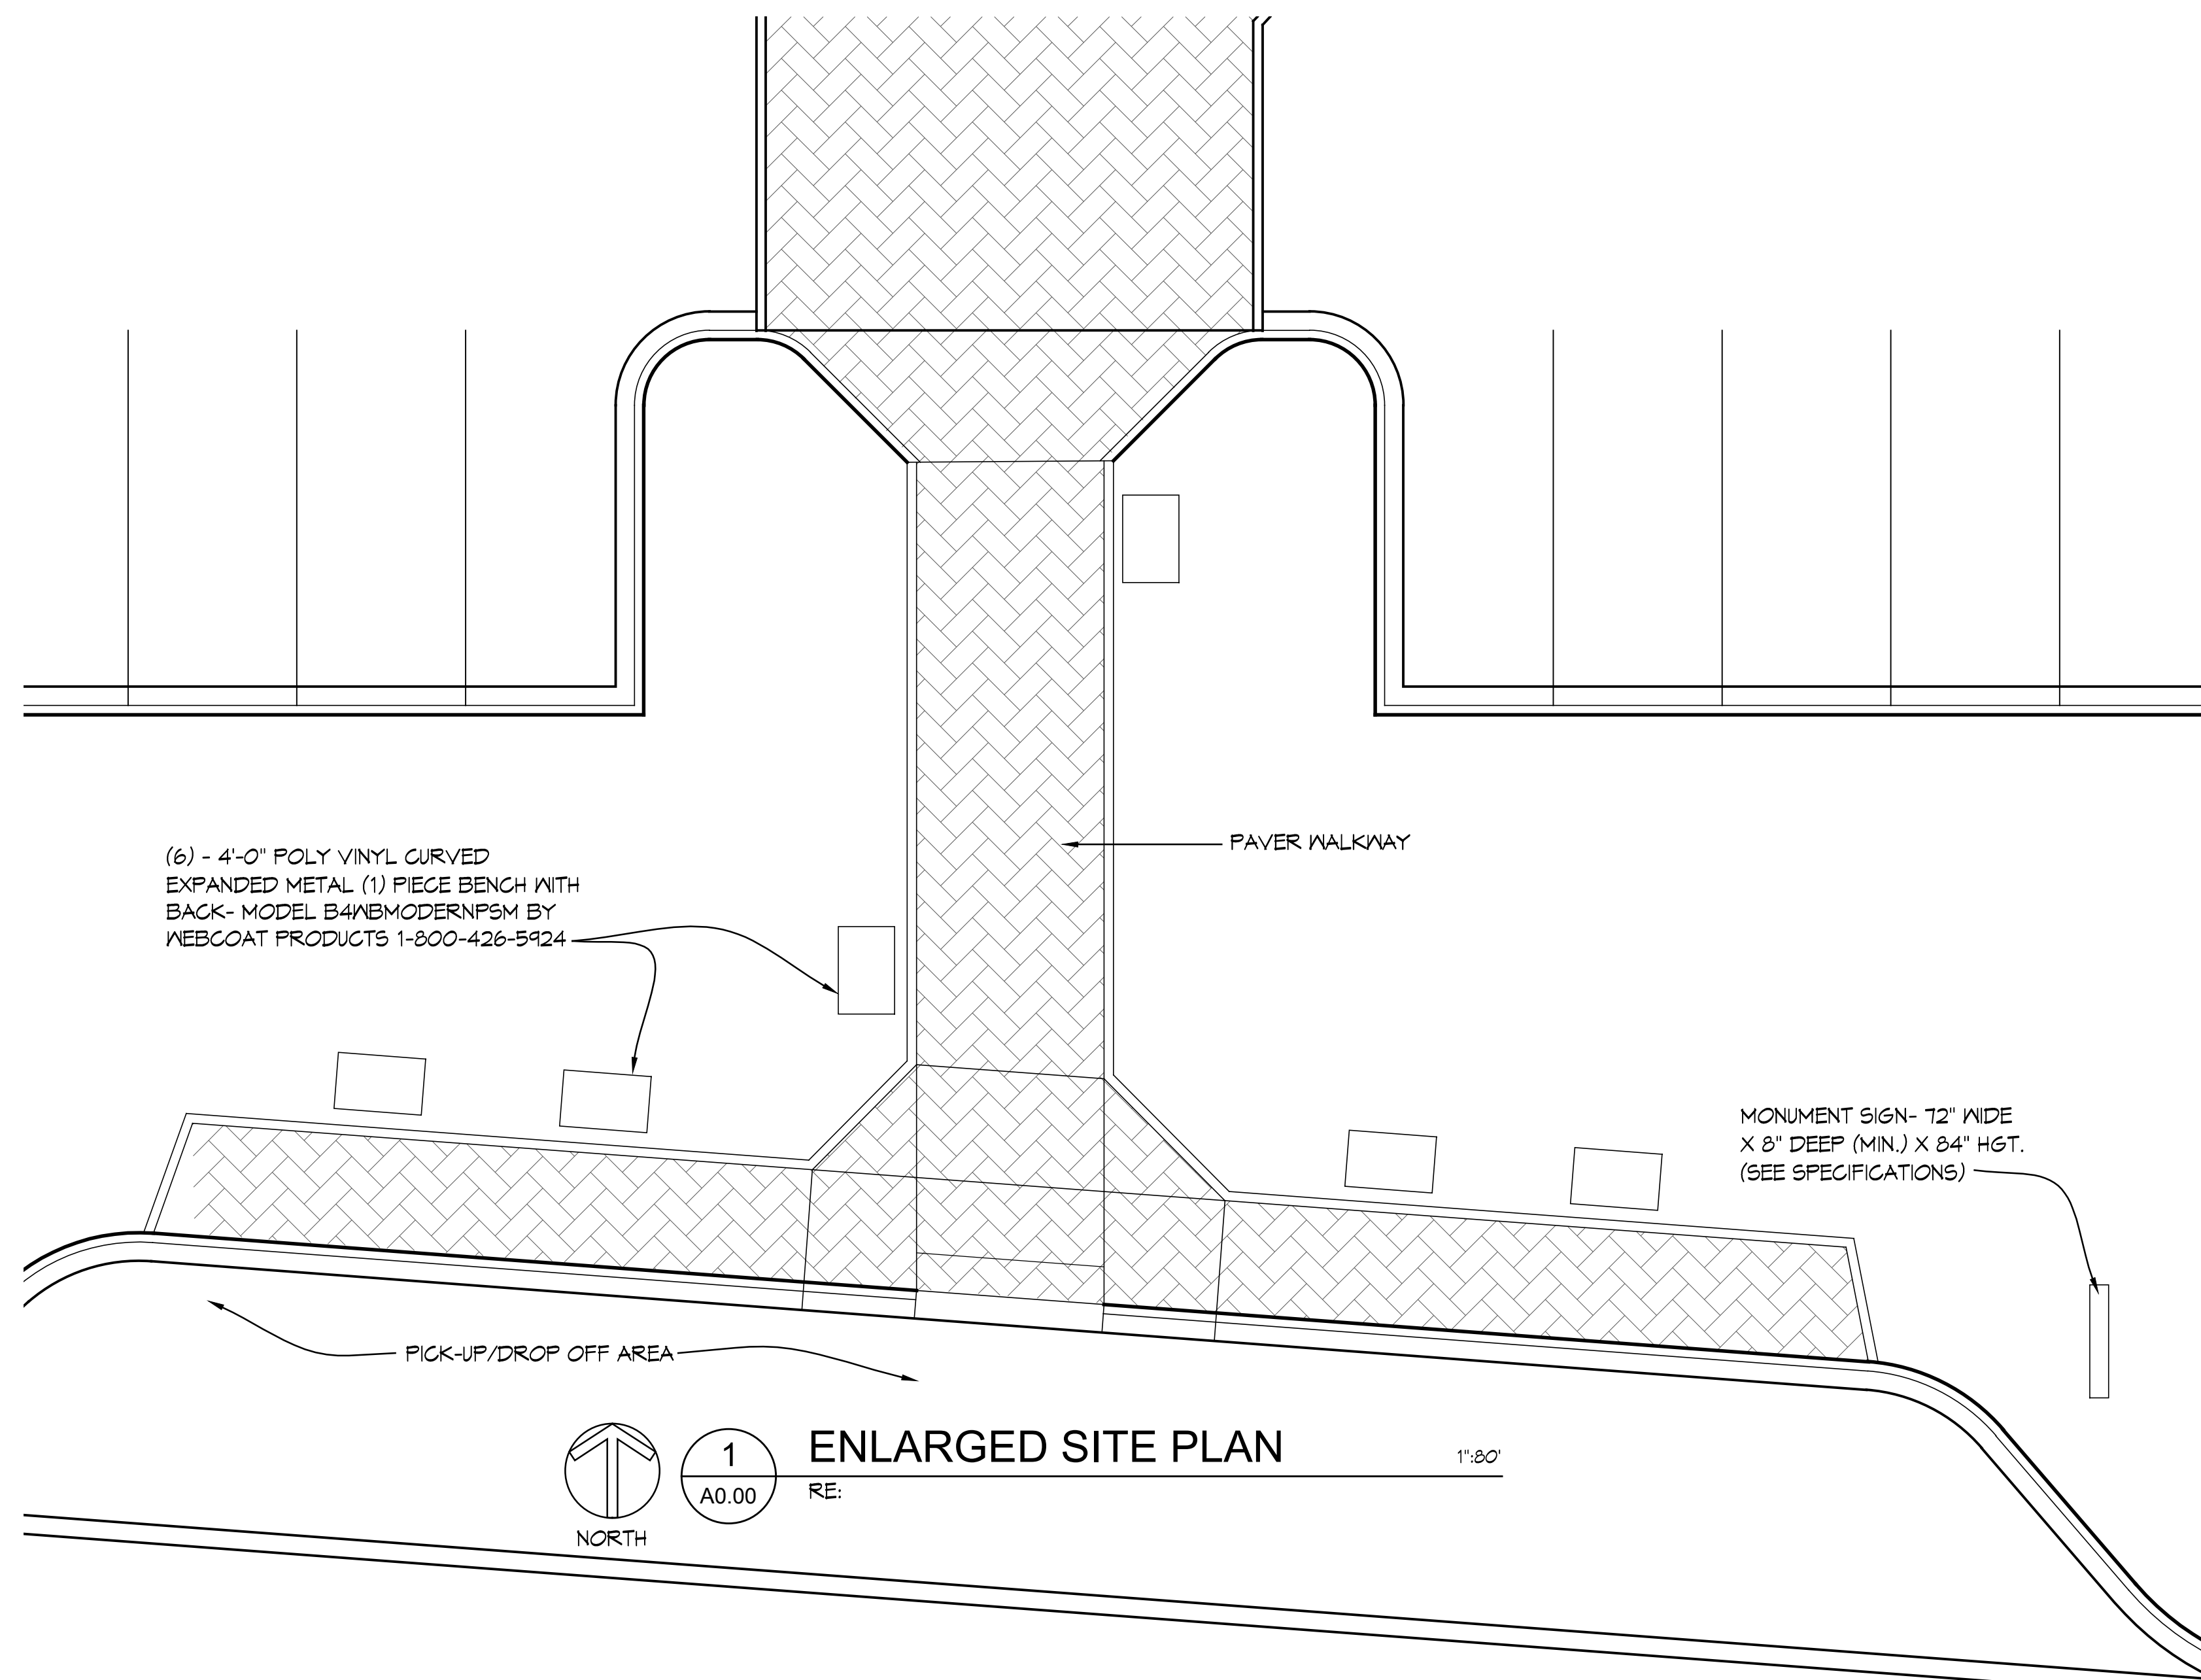 (6) - 4'-0" POLY VINYL CURVED
EXPANDED METAL (1) PIECE BENCH WITH
BACK- MODEL B4WBMODERNPSM BY
WEBCOAT PRODUCTS 1-800-426-5924
PAVER WALKWAY
MONUMENT SIGN- 72" WIDE
X 8" DEEP (MIN.) X 84" HGT.
(SEE SPECIFICATIONS)
PICK-UP/DROP OFF AREA
NORTH
1
A0.00
ENLARGED SITE PLAN
1":80'
RE: